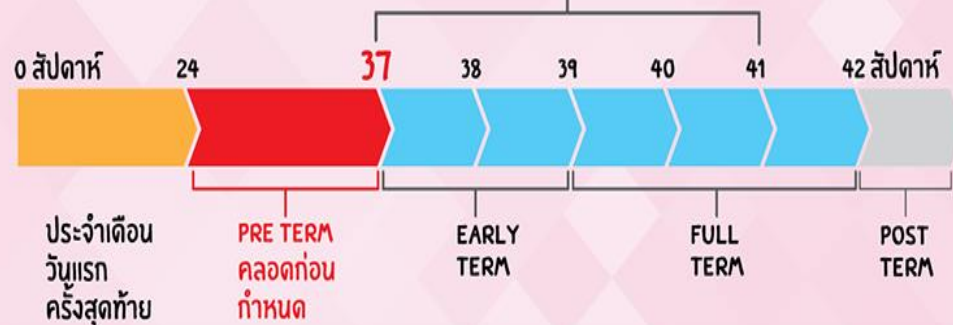 0 สัปดาห์ 24 37 38 39 40 41 42 สัปดาห์
ประจำเดือน
วันแรก
ครั้งสุดท้าย
PRE TERM
คลอดก่อน
กำหนด
EARLY
TERM
FULL
TERM
POST
TERM